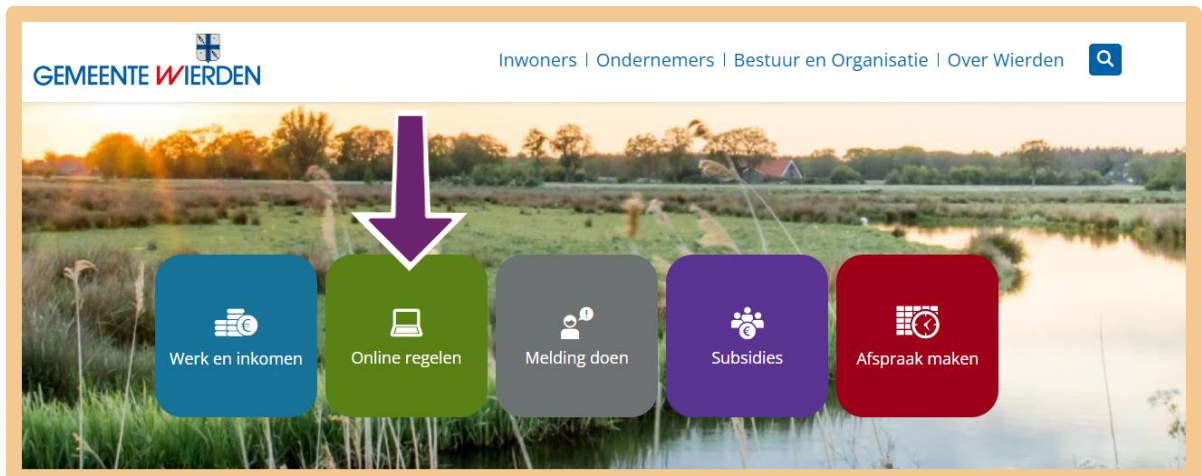 GEMEENTE WIERDEN
Inwoners | Ondernemers | Bestuur en Organisatie | Over Wierden
Werk en inkomen
Online regelen
Melding doen
Subsidies
Afspraak maken